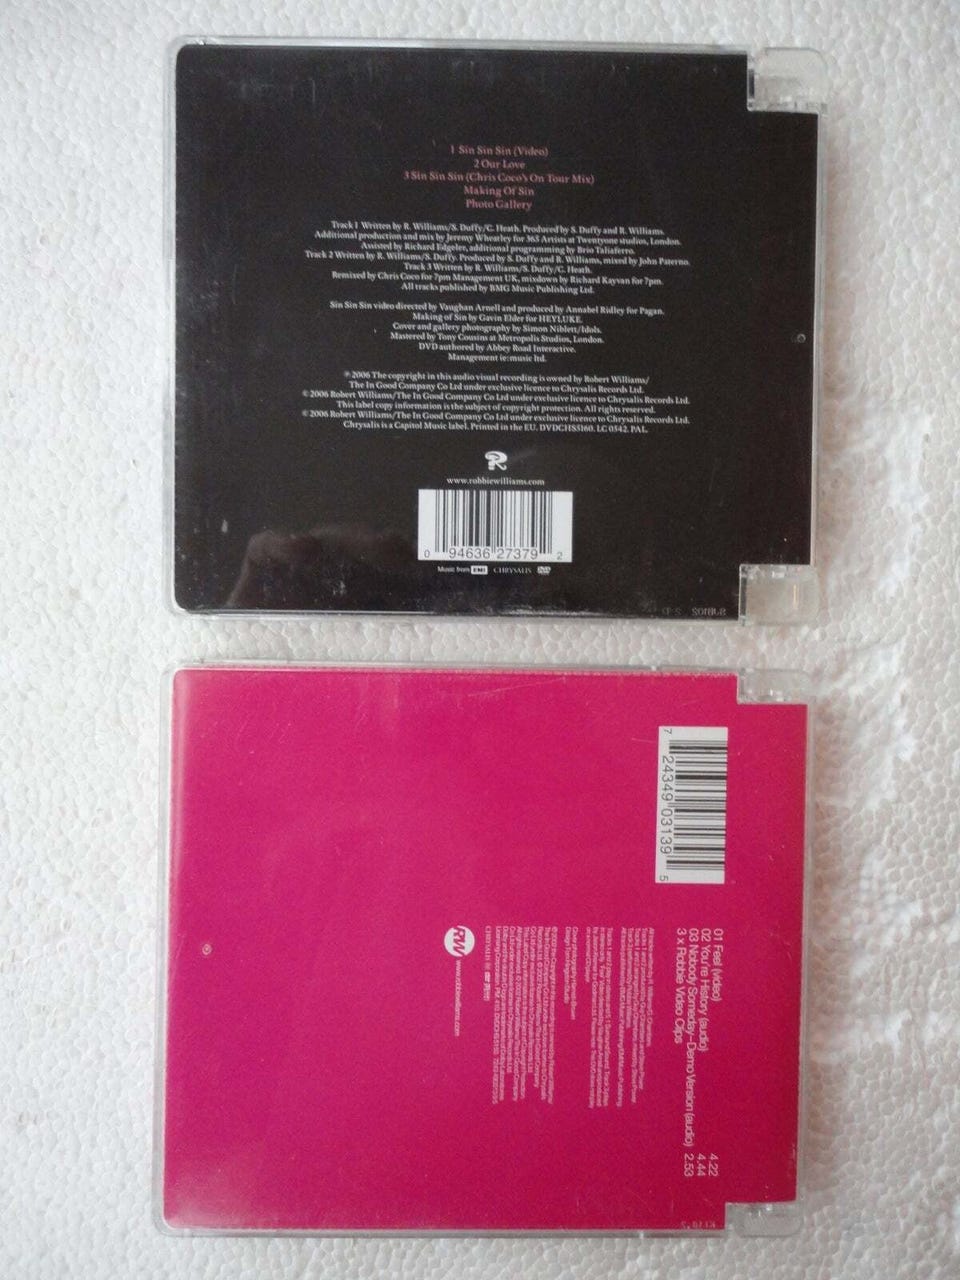 1 Sin Sin Sin (Video)
2 Our Love
3 Sin Sin Sin (Chris Coco's On Tour Mix)
Making Of Sin
Photo Gallery
Track 1 Written by R. Williams/S. Duffy/C. Heath. Produced by S. Duffy and R. Williams.
Additional production and mix by Jeremy Wheatley for 365 Artists at Twentyone studios, London.
Assisted by Richard Edgeler, additional programming by Brio Taliaferro.
Track 2 Written by R. Williams/S. Duffy. Produced by S. Duffy and R. Williams, mixed by John Paterno.
Track 3 Written by R. Williams/S. Duffy/C. Heath.
Remixed by Chris Coco for 7pm Management UK, mixdown by Richard Kayvan for 7pm.
All tracks published by BMG Music Publishing Ltd.
Sin Sin Sin video directed by Vaughan Arnell and produced by Annabel Ridley for Pagan.
Making of Sin by Gavin Elder for HEYLUKE.
Cover and gallery photography by Simon Niblett/Idols.
Mastered by Tony Cousins at Metropolis Studios, London.
DVD authored by Abbey Road Interactive.
Management ie:music ltd.
℗ 2006 The copyright in this audio visual recording is owned by Robert Williams/
The In Good Company Co Ltd under exclusive licence to Chrysalis Records Ltd.
© 2006 Robert Williams/The In Good Company Co Ltd under exclusive licence to Chrysalis Records Ltd.
This label copy information is the subject of copyright protection. All rights reserved.
© 2006 Robert Williams/The In Good Company Co Ltd under exclusive licence to Chrysalis Records Ltd.
Chrysalis is a Capitol Music label. Printed in the EU. DVDCHS5160. LC 0542. PAL.
www.robbiewilliams.com
0 94636 27379 2
Music from EMI CHRYSALIS DVD
7 24349 03139 5
01 Feel (video) 4.22
02 You're History (audio) 4.44
03 Nobody Someday–Demo Version (audio) 2.53
3 x Robbie Video Clips
Cover photography Hamish Brown
Design Tom Hingston Studio
RW www.robbiewilliams.com
CHRYSALIS